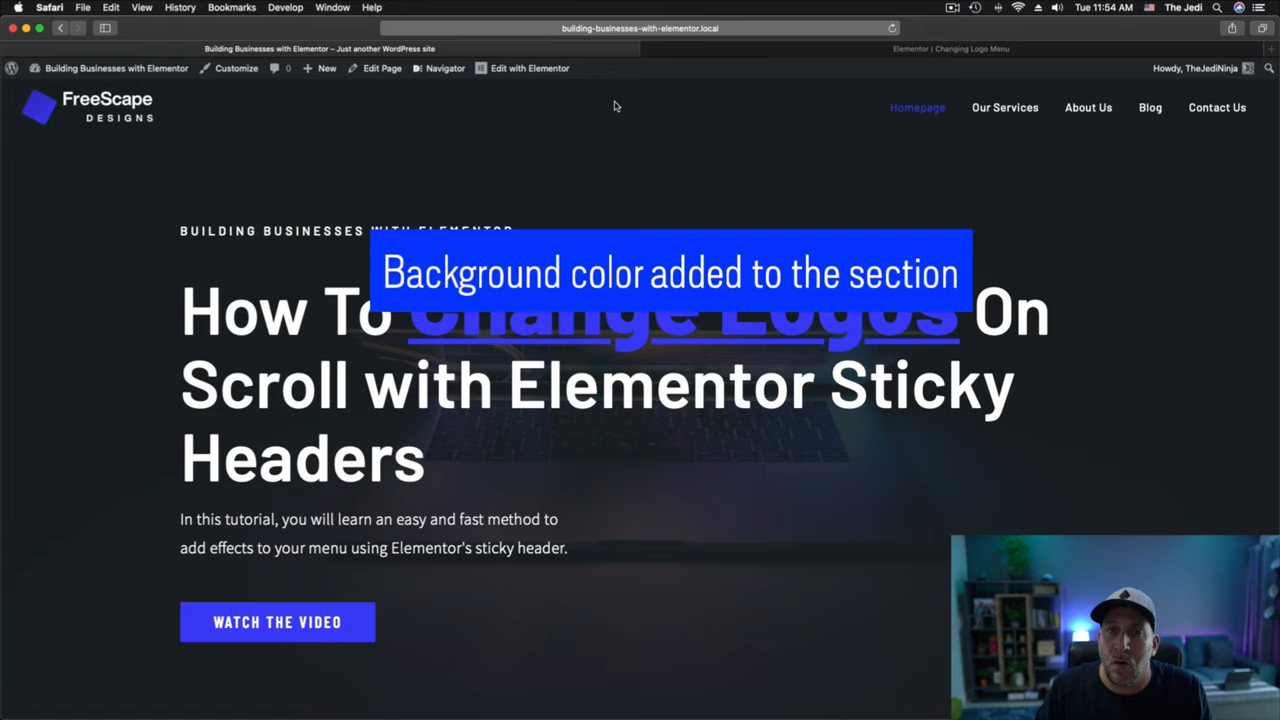 Safari File Edit View History Bookmarks Develop Window Help Tue 11:54 AM The Jedi
building-businesses-with-elementor.local
Building Businesses with Elementor – Just another WordPress site Elementor | Changing Logo Menu
Building Businesses with Elementor Customize 0 New Edit Page Navigator Edit with Elementor Howdy, TheJediNinja
FreeScape
DESIGNS
Homepage Our Services About Us Blog Contact Us
BUILDING BUSINESSES WITH ELEMENTOR
Background color added to the section
How To Change Logos On
Scroll with Elementor Sticky
Headers
In this tutorial, you will learn an easy and fast method to
add effects to your menu using Elementor's sticky header.
WATCH THE VIDEO